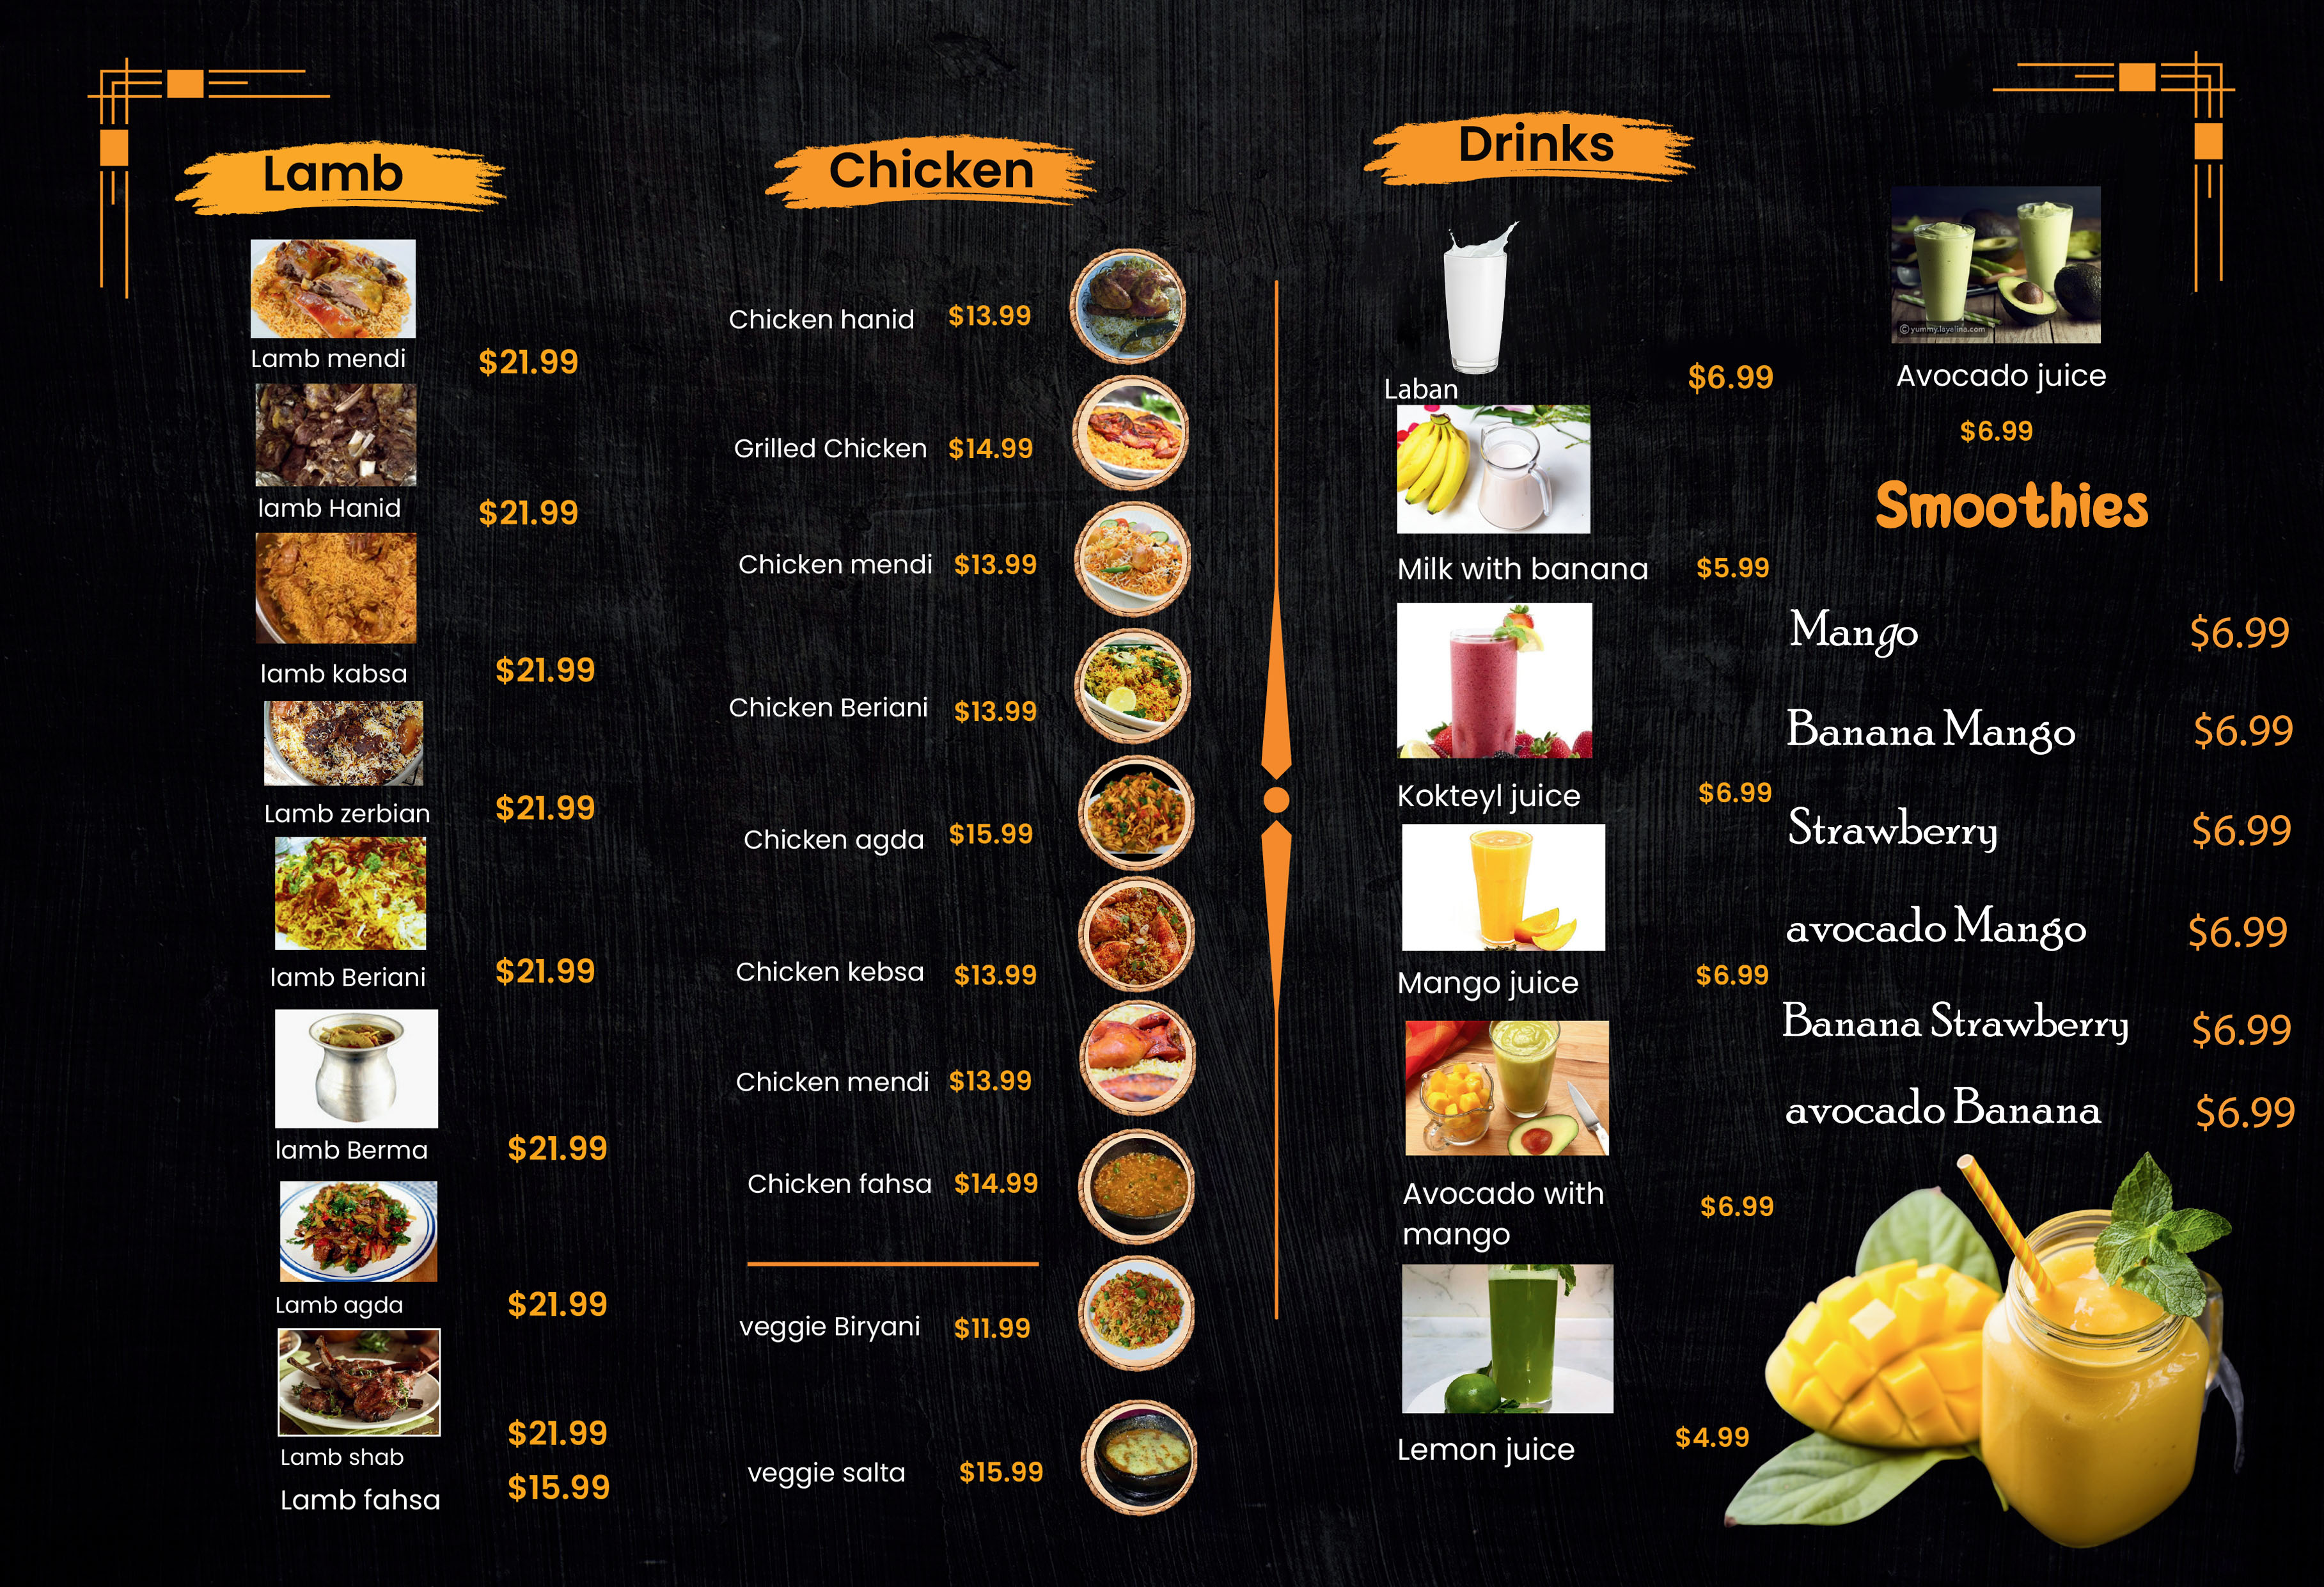 Lamb
Lamb mendi $21.99
lamb Hanid $21.99
lamb kabsa $21.99
Lamb zerbian $21.99
lamb Beriani $21.99
lamb Berma $21.99
Lamb agda $21.99
Lamb shab $21.99
Lamb fahsa $15.99
Chicken
Chicken hanid $13.99
Grilled Chicken $14.99
Chicken mendi $13.99
Chicken Beriani $13.99
Chicken agda $15.99
Chicken kebsa $13.99
Chicken mendi $13.99
Chicken fahsa $14.99
veggie Biryani $11.99
veggie salta $15.99
Drinks
Laban $6.99
Milk with banana $5.99
Kokteyl juice $6.99
Mango juice $6.99
Avocado with
mango $6.99
Lemon juice $4.99
© yummy.layalina.com
Avocado juice
$6.99
Smoothies
Mango $6.99
Banana Mango $6.99
Strawberry $6.99
avocado Mango $6.99
Banana Strawberry $6.99
avocado Banana $6.99